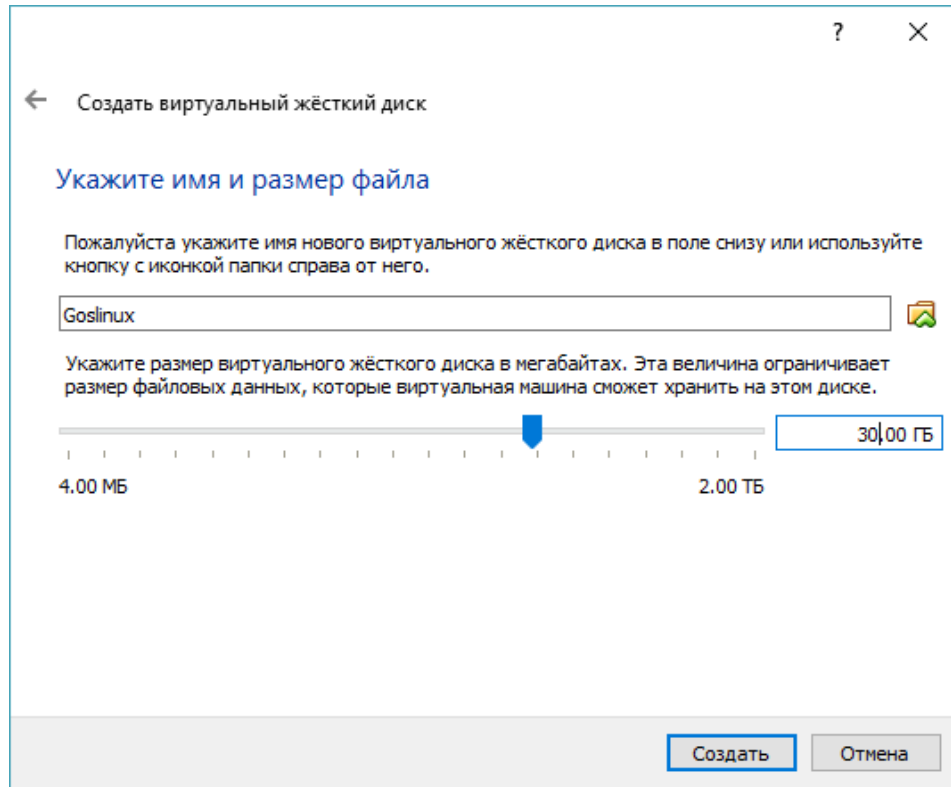 ?
Создать виртуальный жёсткий диск
Укажите имя и размер файла
Пожалуйста укажите имя нового виртуального жёсткого диска в поле снизу или используйте
кнопку с иконкой папки справа от него.
Goslinux
Укажите размер виртуального жёсткого диска в мегабайтах. Эта величина ограничивает
размер файловых данных, которые виртуальная машина сможет хранить на этом диске.
30,00 ГБ
4.00 МБ 2.00 ТБ
Создать Отмена